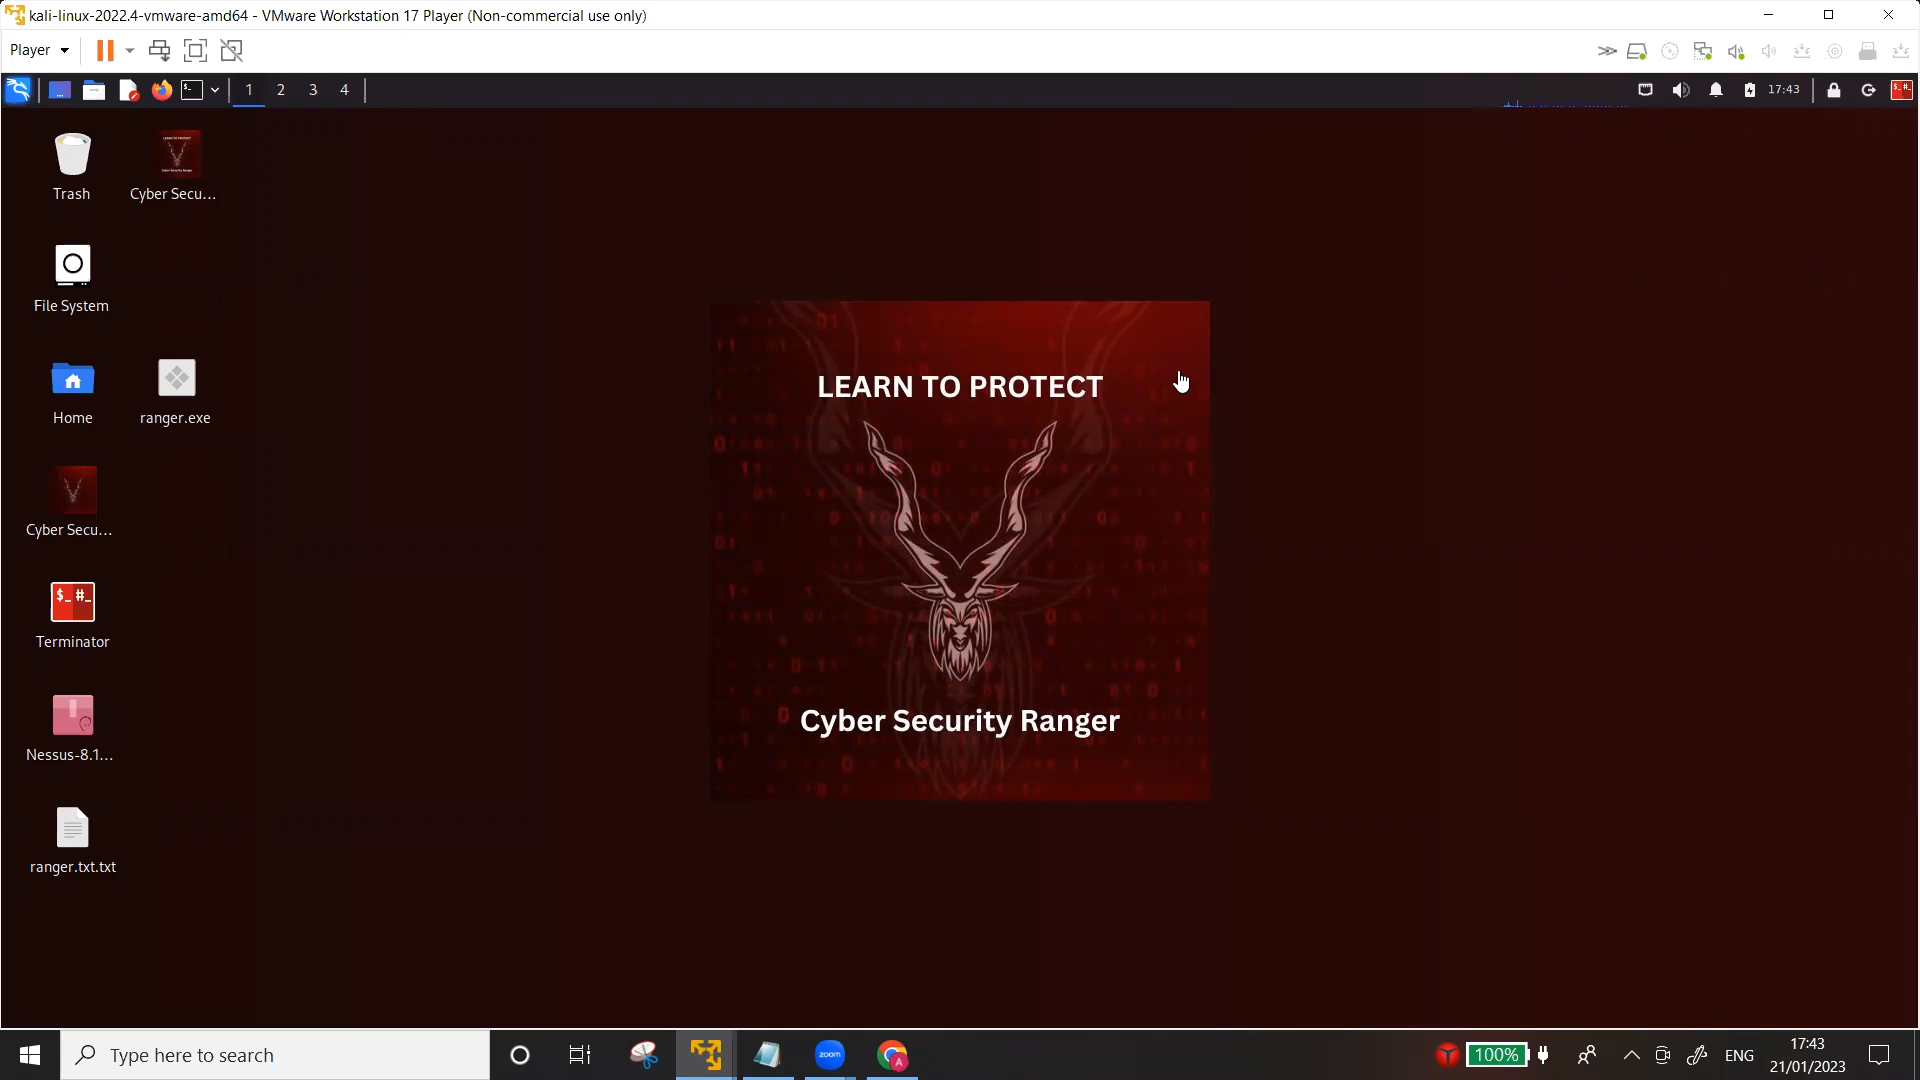 kali-linux-2022.4-vmware-amd64 - VMware Workstation 17 Player (Non-commercial use only)
Player
1 2 3 4
17:43
Trash
Cyber Secu...
File System
Home
ranger.exe
Cyber Secu...
Terminator
Nessus-8.1...
ranger.txt.txt
LEARN TO PROTECT
Cyber Security Ranger
Type here to search
zoom
A
100%
ENG
17:43
21/01/2023